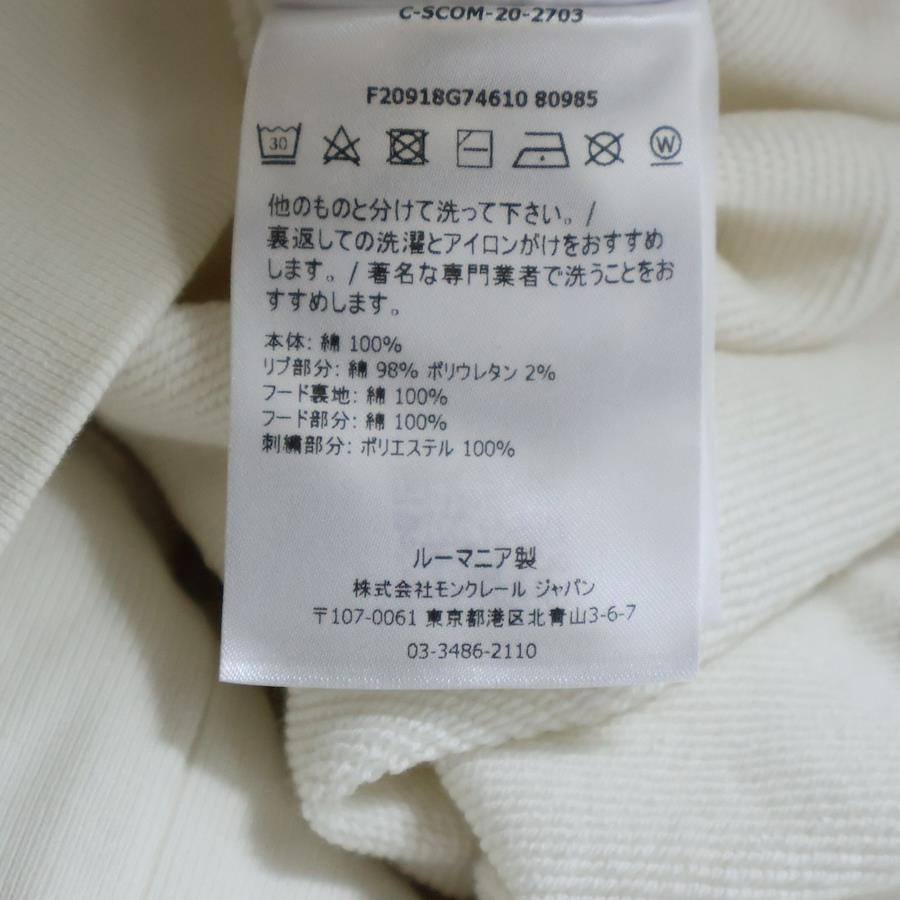 C-SCOM-20-2703
F20918G74610 80985
30 W
他のものと分けて洗って下さい。/
裏返しての洗濯とアイロンがけをおすすめ
します。/ 著名な専門業者で洗うことをお
すすめします。
本体: 綿 100%
リブ部分: 綿 98% ポリウレタン 2%
フード裏地: 綿 100%
フード部分: 綿 100%
刺繍部分: ポリエステル 100%
ルーマニア製
株式会社モンクレール ジャパン
〒107-0061 東京都港区北青山3-6-7
03-3486-2110